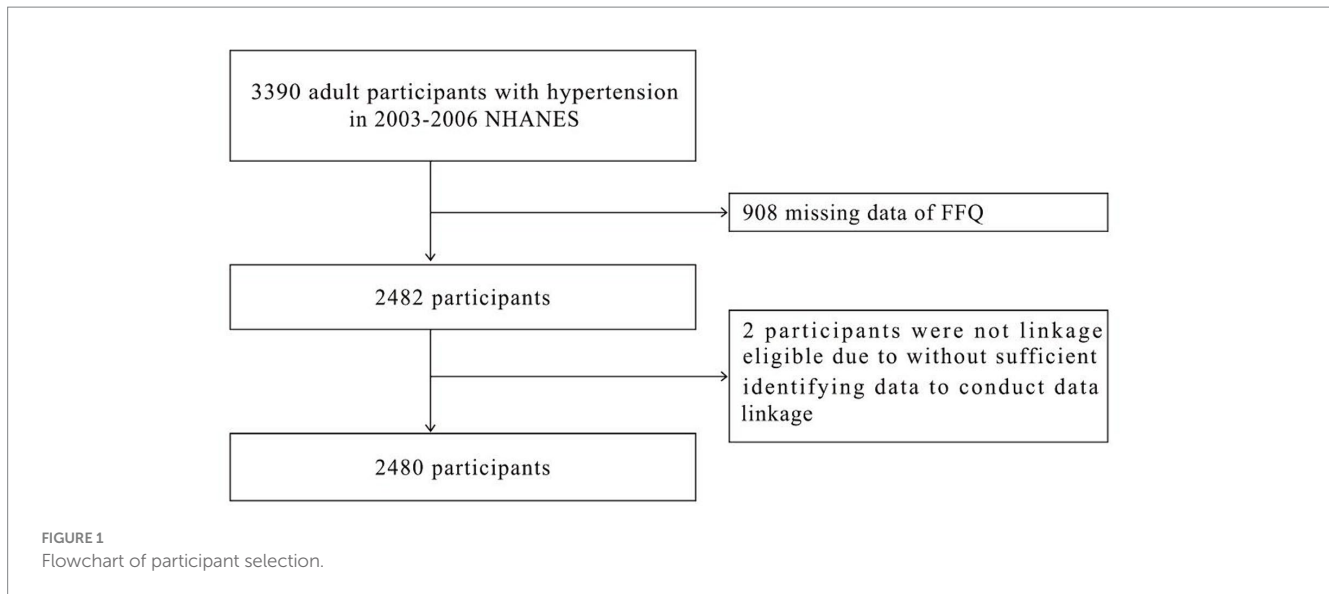 3390 adult participants with hypertension
in 2003-2006 NHANES
908 missing data of FFQ
2482 participants
2 participants were not linkage
eligible due to without sufficient
identifying data to conduct data
linkage
2480 participants
FIGURE 1
Flowchart of participant selection.